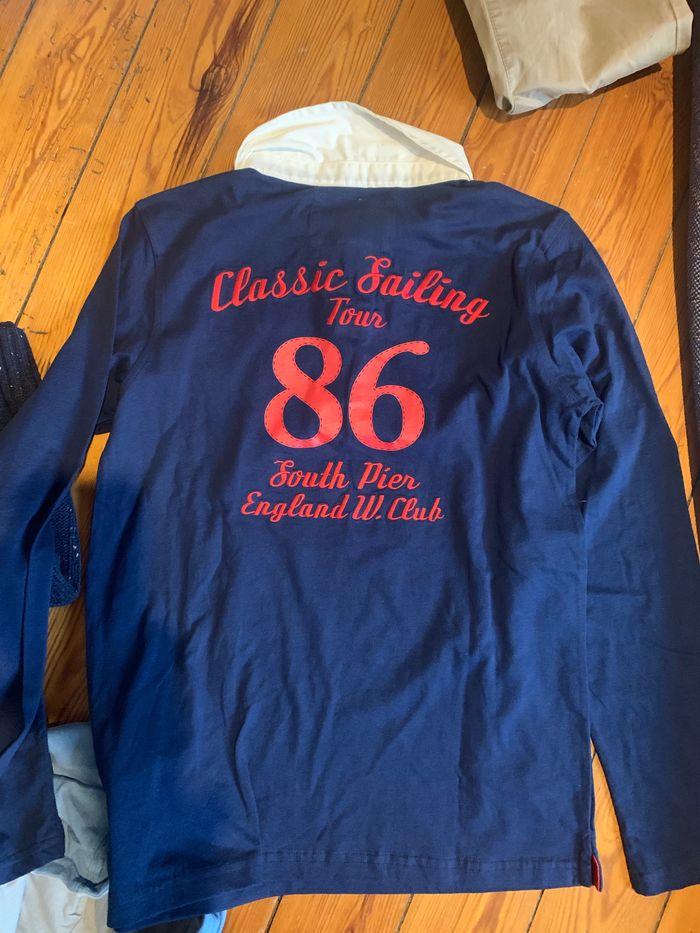 Classic Sailing
Tour
86
South Pier
England W. Club